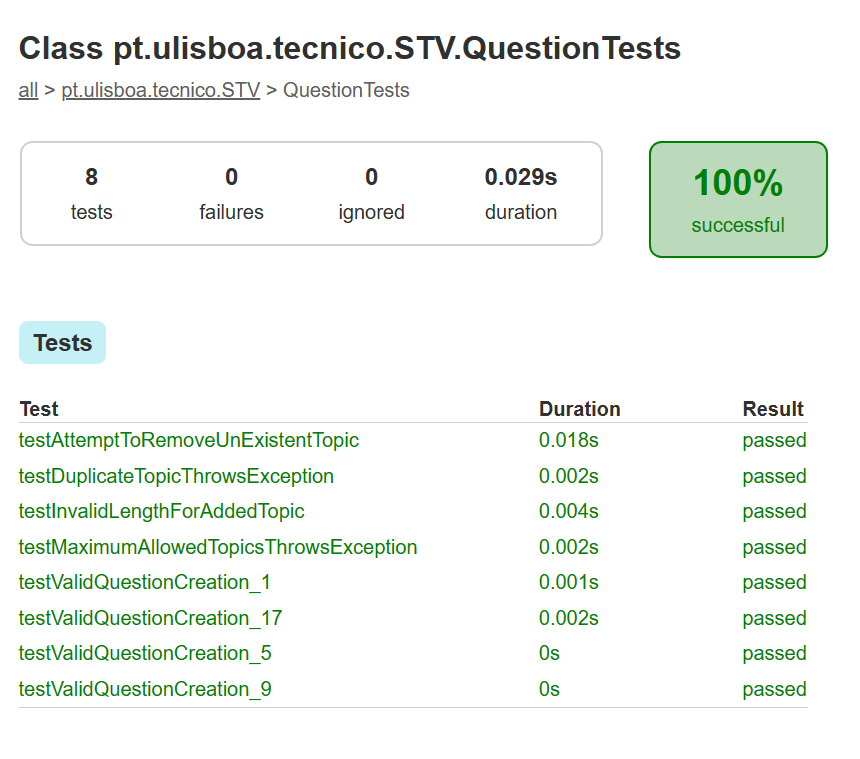 Class pt.ulisboa.tecnico.STV.QuestionTests
all > pt.ulisboa.tecnico.STV > QuestionTests
8 0 0 0.029s
tests failures ignored duration
100%
successful
Tests
Test Duration Result
testAttemptToRemoveUnExistentTopic 0.018s passed
testDuplicateTopicThrowsException 0.002s passed
testInvalidLengthForAddedTopic 0.004s passed
testMaximumAllowedTopicsThrowsException 0.002s passed
testValidQuestionCreation_1 0.001s passed
testValidQuestionCreation_17 0.002s passed
testValidQuestionCreation_5 0s passed
testValidQuestionCreation_9 0s passed